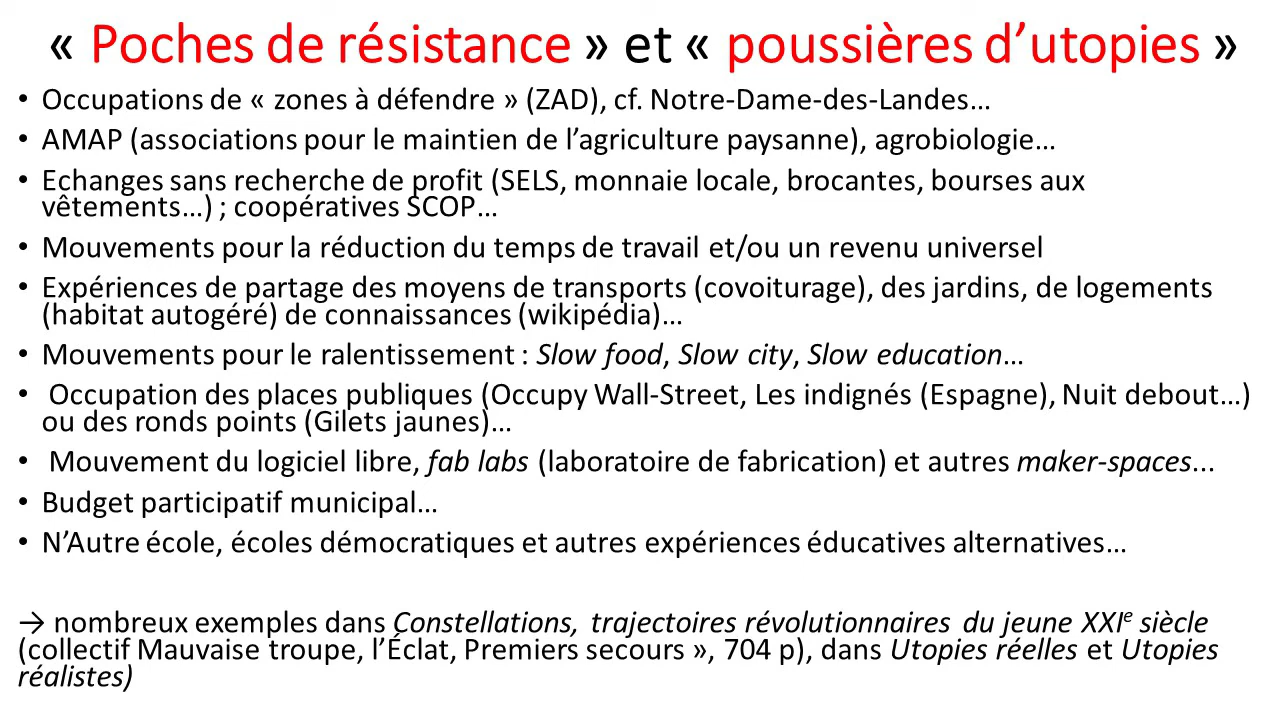 « Poches de résistance » et « poussières d’utopies »
• Occupations de « zones à défendre » (ZAD), cf. Notre-Dame-des-Landes…
• AMAP (associations pour le maintien de l’agriculture paysanne), agrobiologie…
• Echanges sans recherche de profit (SELS, monnaie locale, brocantes, bourses aux
vêtements…) ; coopératives SCOP…
• Mouvements pour la réduction du temps de travail et/ou un revenu universel
• Expériences de partage des moyens de transports (covoiturage), des jardins, de logements
(habitat autogéré) de connaissances (wikipédia)…
• Mouvements pour le ralentissement : Slow food, Slow city, Slow education…
• Occupation des places publiques (Occupy Wall-Street, Les indignés (Espagne), Nuit debout…)
ou des ronds points (Gilets jaunes)…
• Mouvement du logiciel libre, fab labs (laboratoire de fabrication) et autres maker-spaces...
• Budget participatif municipal…
• N’Autre école, écoles démocratiques et autres expériences éducatives alternatives…
→ nombreux exemples dans Constellations, trajectoires révolutionnaires du jeune XXIe siècle
(collectif Mauvaise troupe, l’Éclat, Premiers secours », 704 p), dans Utopies réelles et Utopies
réalistes)